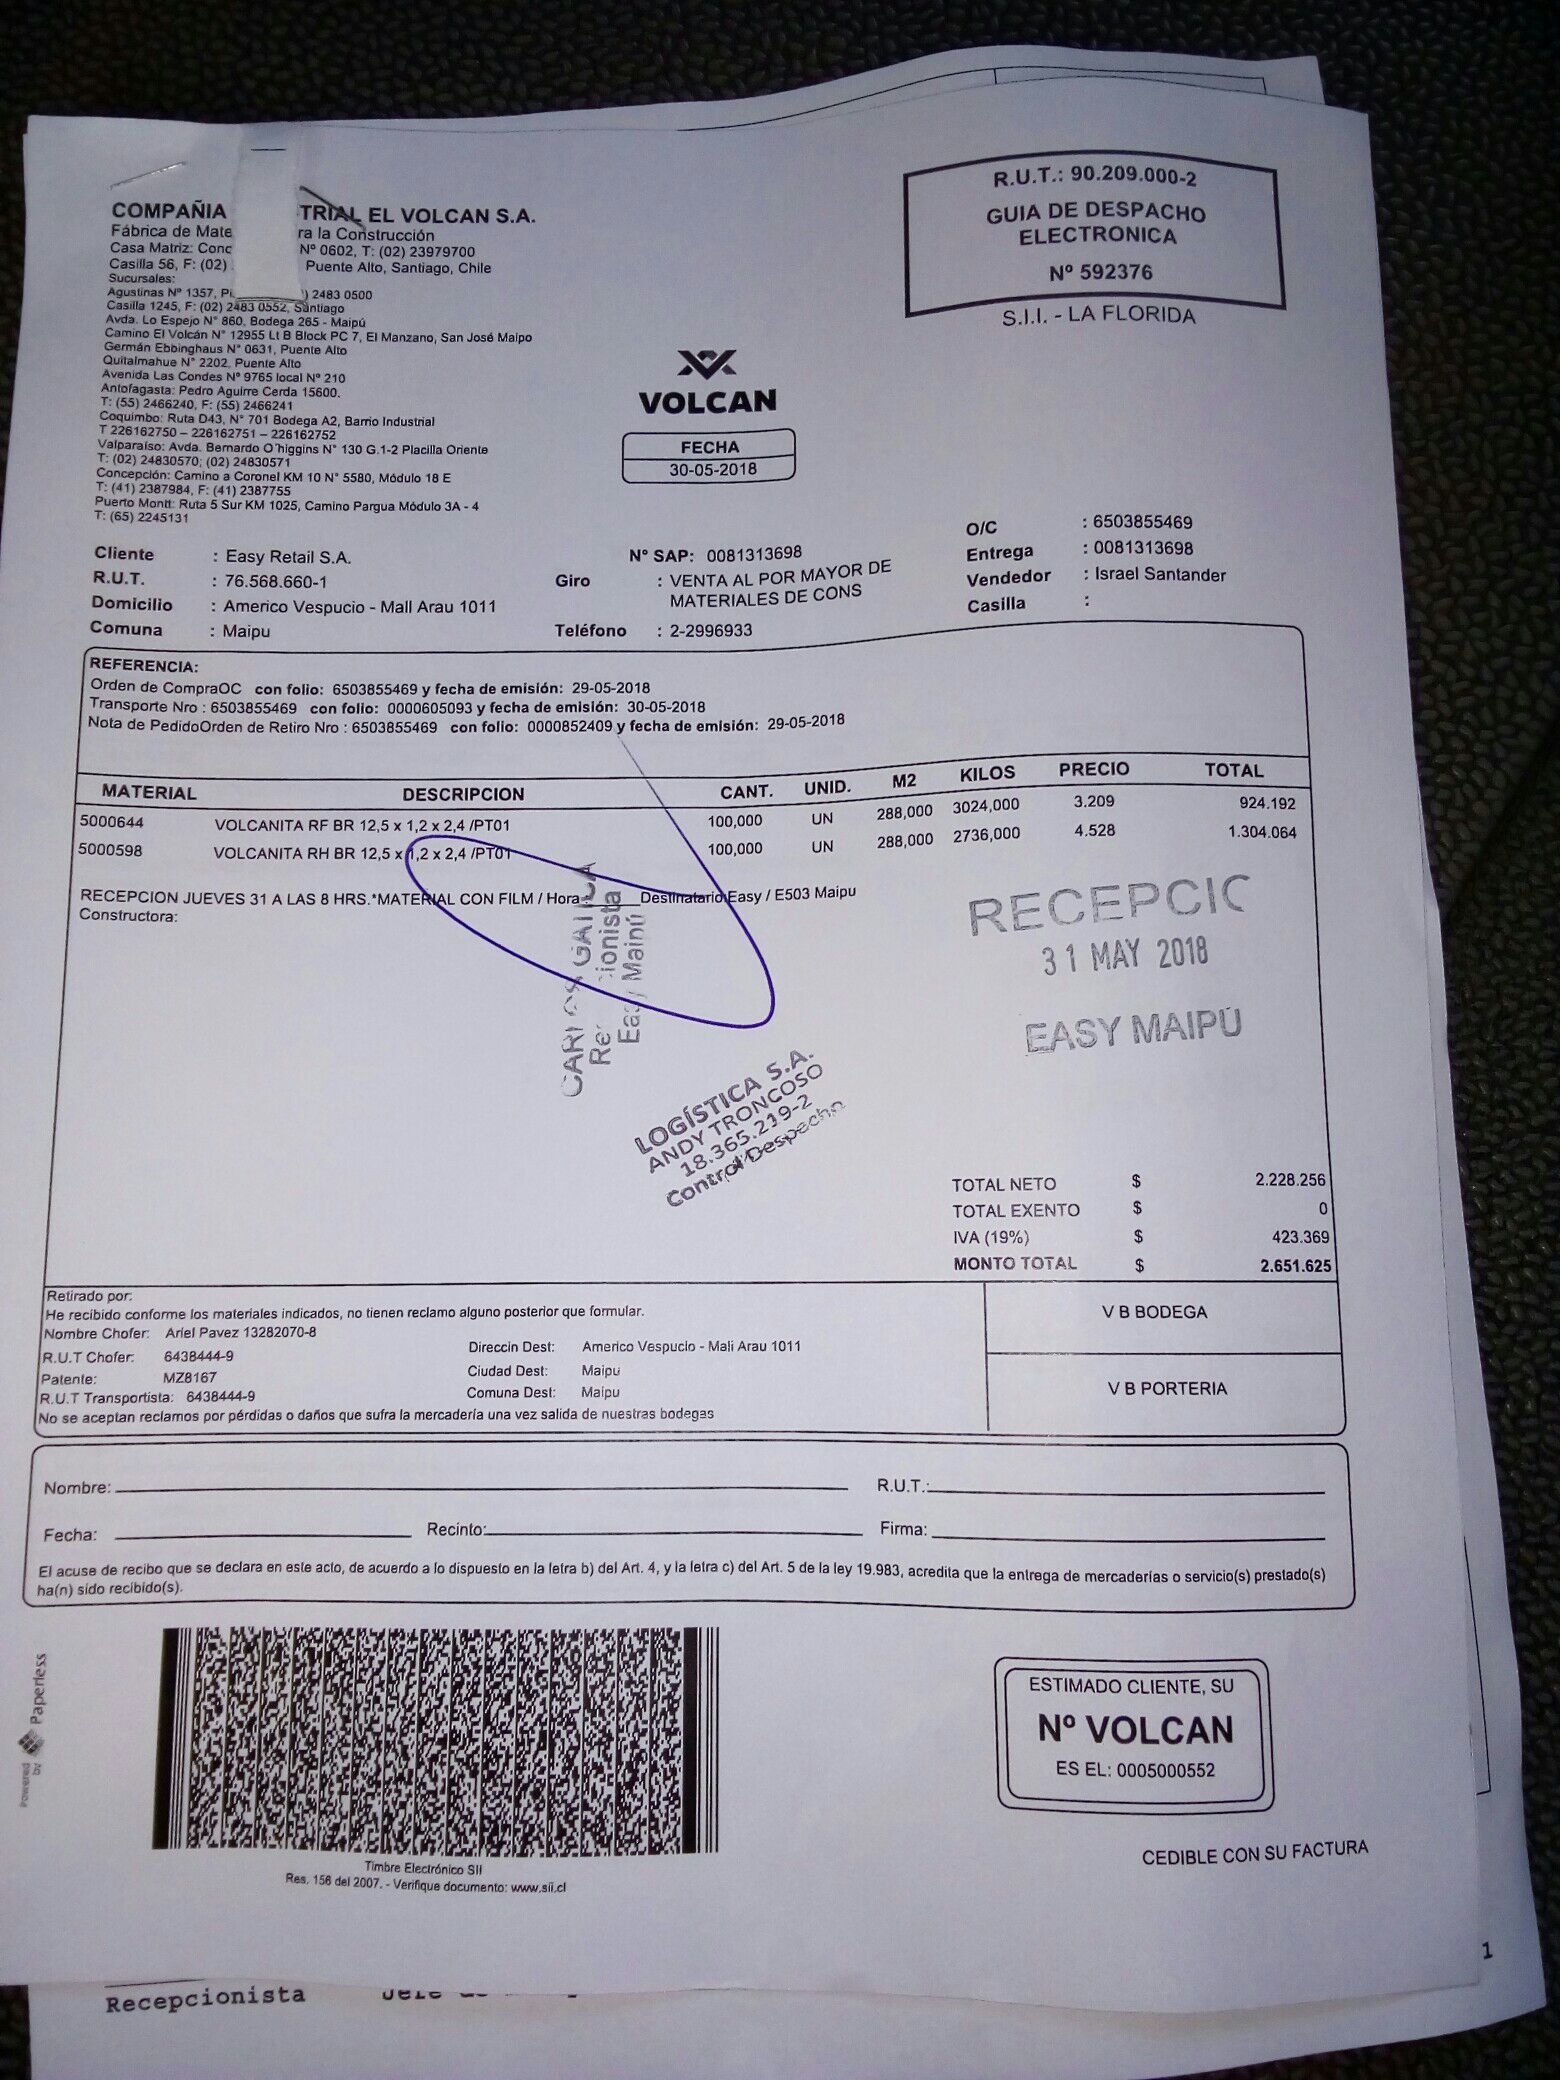 R.U.T.: 90.209.000-2
GUIA DE DESPACHO
ELECTRONICA
Nº 592376
S.I.I. - LA FLORIDA
COMPAÑIA TRIAL EL VOLCAN S.A.
Fábrica de Mate ra la Construcción
Casa Matriz: Conc Nº 0602, T: (02) 23979700
Casilla 56, F: (02) Puente Alto, Santiago, Chile
Sucursales:
Agustinas Nº 1357, ) 2483 0500
Casilla 1245, F: (02) 2483 0552, Santiago
Avda. Lo Espejo N° 860, Bodega 265 - Maipú
Camino El Volcán N° 12955 Lt B Block PC 7, El Manzano, San José Maipo
Germán Ebbinghaus N° 0631, Puente Alto
Quitalmahue N° 2202, Puente Alto
Avenida Las Condes N° 9765 local N° 210
Antofagasta: Pedro Aguirre Cerda 15600.
T: (55) 2466240, F: (55) 2466241
Coquimbo: Ruta D43, N° 701 Bodega A2, Barrio Industrial
T 226162750 – 226162751 – 226162752
Valparaíso: Avda. Bernardo O´higgins N° 130 G.1-2 Placilla Oriente
T: (02) 24830570; (02) 24830571
Concepción: Camino a Coronel KM 10 N° 5580, Módulo 18 E
T: (41) 2387984, F: (41) 2387755
Puerto Montt: Ruta 5 Sur KM 1025, Camino Pargua Módulo 3A - 4
T: (65) 2245131
VOLCAN
FECHA
30-05-2018
Cliente : Easy Retail S.A.
R.U.T. : 76.568.660-1
Domicilio : Americo Vespucio - Mall Arau 1011
Comuna : Maipu
Nº SAP: 0081313698
Giro : VENTA AL POR MAYOR DE
MATERIALES DE CONS
Teléfono : 2-2996933
O/C : 6503855469
Entrega : 0081313698
Vendedor : Israel Santander
Casilla :
REFERENCIA:
Orden de CompraOC con folio: 6503855469 y fecha de emisión: 29-05-2018
Transporte Nro : 6503855469 con folio: 0000605093 y fecha de emisión: 30-05-2018
Nota de PedidoOrden de Retiro Nro : 6503855469 con folio: 0000852409 y fecha de emisión: 29-05-2018
MATERIAL DESCRIPCION CANT. UNID. M2 KILOS PRECIO TOTAL
5000644 VOLCANITA RF BR 12,5 x 1,2 x 2,4 /PT01 100,000 UN 288,000 3024,000 3.209 924.192
5000598 VOLCANITA RH BR 12,5 x 1,2 x 2,4 /PT01 100,000 UN 288,000 2736,000 4.528 1.304.064
RECEPCION JUEVES 31 A LAS 8 HRS.*MATERIAL CON FILM / Hora Destinatario Easy / E503 Maipu
Constructora:
RECEPCIO
31 MAY 2018
EASY MAIPÚ
CARLOS GATICA
Re ionista
Easy Maipú
LOGÍSTICA S.A.
ANDY TRONCOSO
18.365.219-2
Control Despecho
TOTAL NETO $ 2.228.256
TOTAL EXENTO $ 0
IVA (19%) $ 423.369
MONTO TOTAL $ 2.651.625
Retirado por:
He recibido conforme los materiales indicados, no tienen reclamo alguno posterior que formular.
Nombre Chofer: Ariel Pavez 13282070-8
R.U.T Chofer: 6438444-9
Patente: MZ8167
R.U.T Transportista: 6438444-9
Direccin Dest: Americo Vespucio - Mall Arau 1011
Ciudad Dest: Maipu
Comuna Dest: Maipu
No se aceptan reclamos por pérdidas o daños que sufra la mercadería una vez salida de nuestras bodegas
V B BODEGA
V B PORTERIA
Nombre: R.U.T.:
Fecha: Recinto: Firma:
El acuse de recibo que se declara en este acto, de acuerdo a lo dispuesto en la letra b) del Art. 4, y la letra c) del Art. 5 de la ley 19.983, acredita que la entrega de mercaderías o servicio(s) prestado(s)
ha(n) sido recibido(s).
Powered by Paperless
Timbre Electrónico SII
Res. 156 del 2007. - Verifique documento: www.sii.cl
ESTIMADO CLIENTE, SU
Nº VOLCAN
ES EL: 0005000552
CEDIBLE CON SU FACTURA
1
Recepcionista